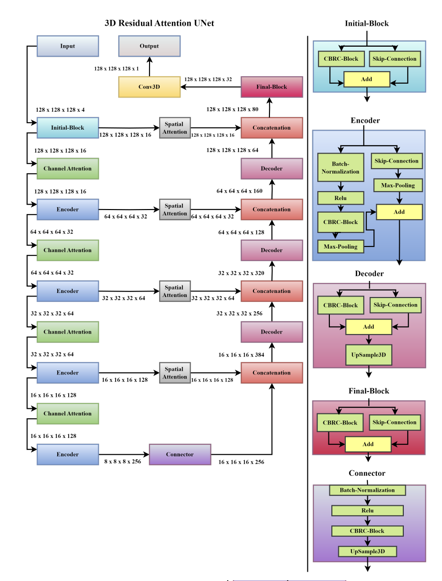 3D Residual Attention UNet
Input
Output
128 x 128 x 128 x 1
Conv3D
128 x 128 x 128 x 32
Final-Block
128 x 128 x 128 x 4
128 x 128 x 128 x 80
Initial-Block
128 x 128 x 128 x 16
Spatial
Attention
128 x 128 x 128 x 16
Concatenation
128 x 128 x 128 x 16
128 x 128 x 128 x 64
Channel Attention
Decoder
128 x 128 x 128 x 16
64 x 64 x 64 x 160
Encoder
64 x 64 x 64 x 32
Spatial
Attention
64 x 64 x 64 x 32
Concatenation
64 x 64 x 64 x 32
64 x 64 x 64 x 128
Channel Attention
Decoder
64 x 64 x 64 x 32
32 x 32 x 32 x 320
Encoder
32 x 32 x 32 x 64
Spatial
Attention
32 x 32 x 32 x 64
Concatenation
32 x 32 x 32 x 64
32 x 32 x 32 x 256
Channel Attention
Decoder
32 x 32 x 32 x 64
16 x 16 x 16 x 384
Encoder
16 x 16 x 16 x 128
Spatial
Attention
16 x 16 x 16 x 128
Concatenation
16 x 16 x 16 x 128
Channel Attention
16 x 16 x 16 x 128
Encoder
8 x 8 x 8 x 256
Connector
16 x 16 x 16 x 256
Initial-Block
CBRC-Block
Skip-Connection
Add
Encoder
Batch-
Normalization
Skip-Connection
Relu
Max-Pooling
CBRC-Block
Add
Max-Pooling
Decoder
CBRC-Block
Skip-Connection
Add
UpSample3D
Final-Block
CBRC-Block
Skip-Connection
Add
Connector
Batch-Normalization
Relu
CBRC-Block
UpSample3D